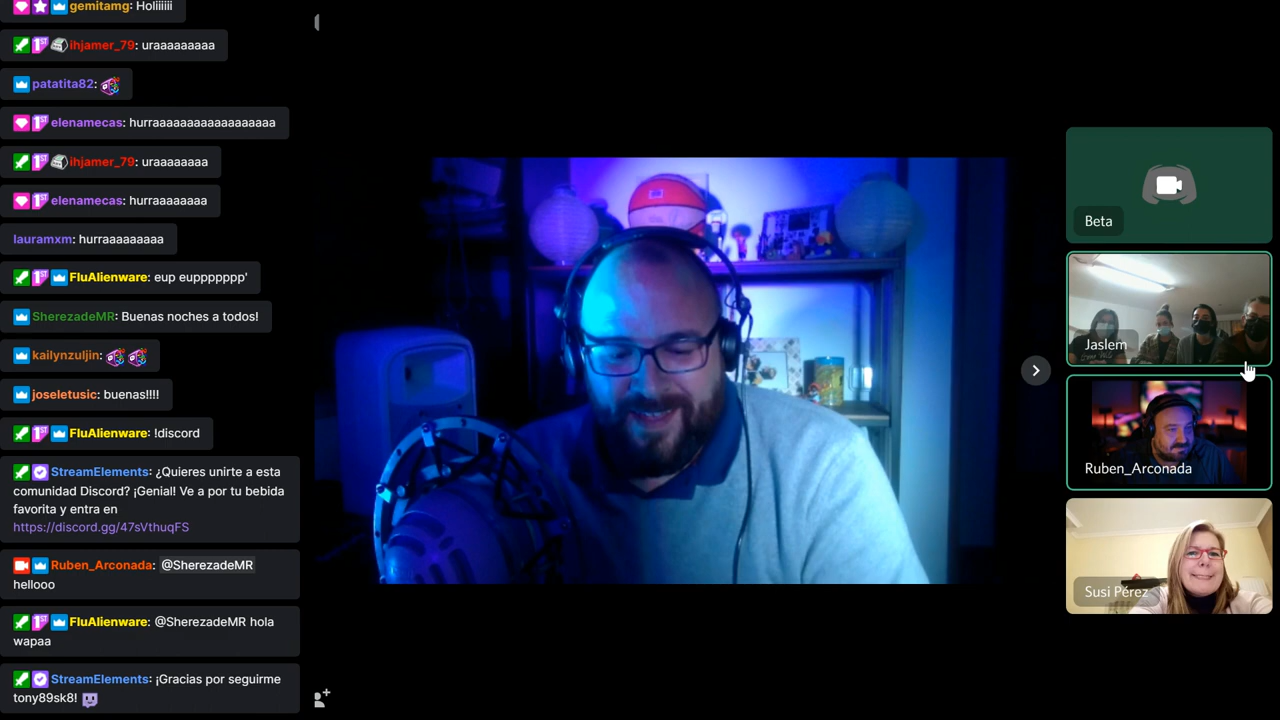 gemitamg: Holiiiiii
ihjamer_79: uraaaaaaaaa
patatita82:
elenamecas: hurraaaaaaaaaaaaaaaaaa
ihjamer_79: uraaaaaaaa
elenamecas: hurraaaaaaaa
lauramxm: hurraaaaaaaaa
FluAlienware: eup euppppppp'
SherezadeMR: Buenas noches a todos!
kailynzuljin:
joseletusic: buenas!!!!
FluAlienware: !discord
StreamElements: ¿Quieres unirte a esta
comunidad Discord? ¡Genial! Ve a por tu bebida
favorita y entra en
https://discord.gg/47sVthuqFS
Ruben_Arconada: @SherezadeMR
hellooo
FluAlienware: @SherezadeMR hola
wapaa
StreamElements: ¡Gracias por seguirme
tony89sk8!
Beta
Jaslem
Ruben_Arconada
Susi Pérez